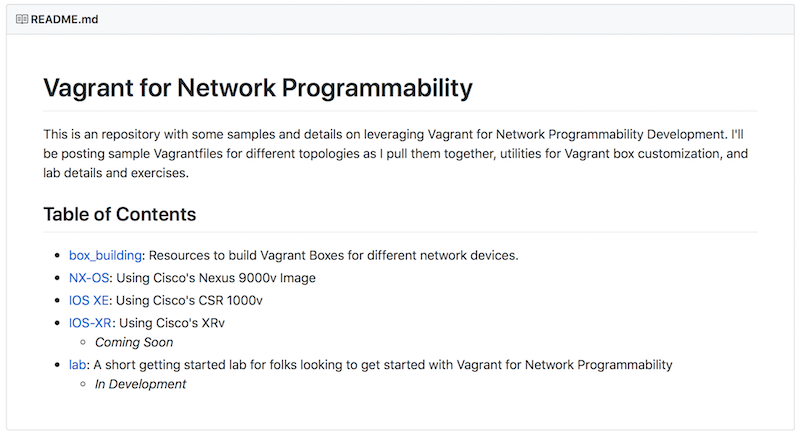 README.md
Vagrant for Network Programmability
This is an repository with some samples and details on leveraging Vagrant for Network Programmability Development. I'll
be posting sample Vagrantfiles for different topologies as I pull them together, utilities for Vagrant box customization, and
lab details and exercises.
Table of Contents
box_building: Resources to build Vagrant Boxes for different network devices.
NX-OS: Using Cisco's Nexus 9000v Image
IOS XE: Using Cisco's CSR 1000v
IOS-XR: Using Cisco's XRv
Coming Soon
lab: A short getting started lab for folks looking to get started with Vagrant for Network Programmability
In Development